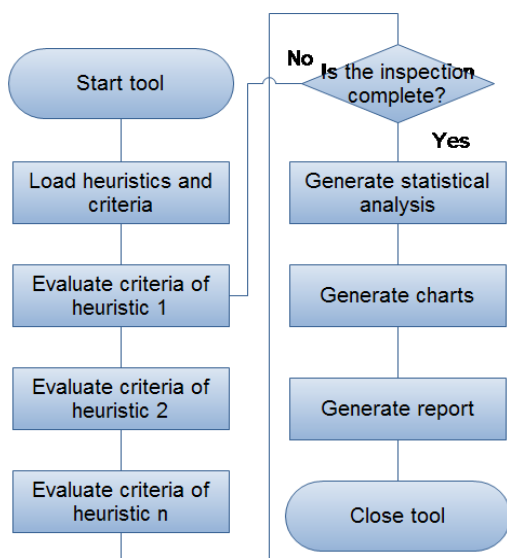 Start tool
Load heuristics and
criteria
Evaluate criteria of
heuristic 1
Evaluate criteria of
heuristic 2
Evaluate criteria of
heuristic n
No
Is the inspection
complete?
Yes
Generate statistical
analysis
Generate charts
Generate report
Close tool